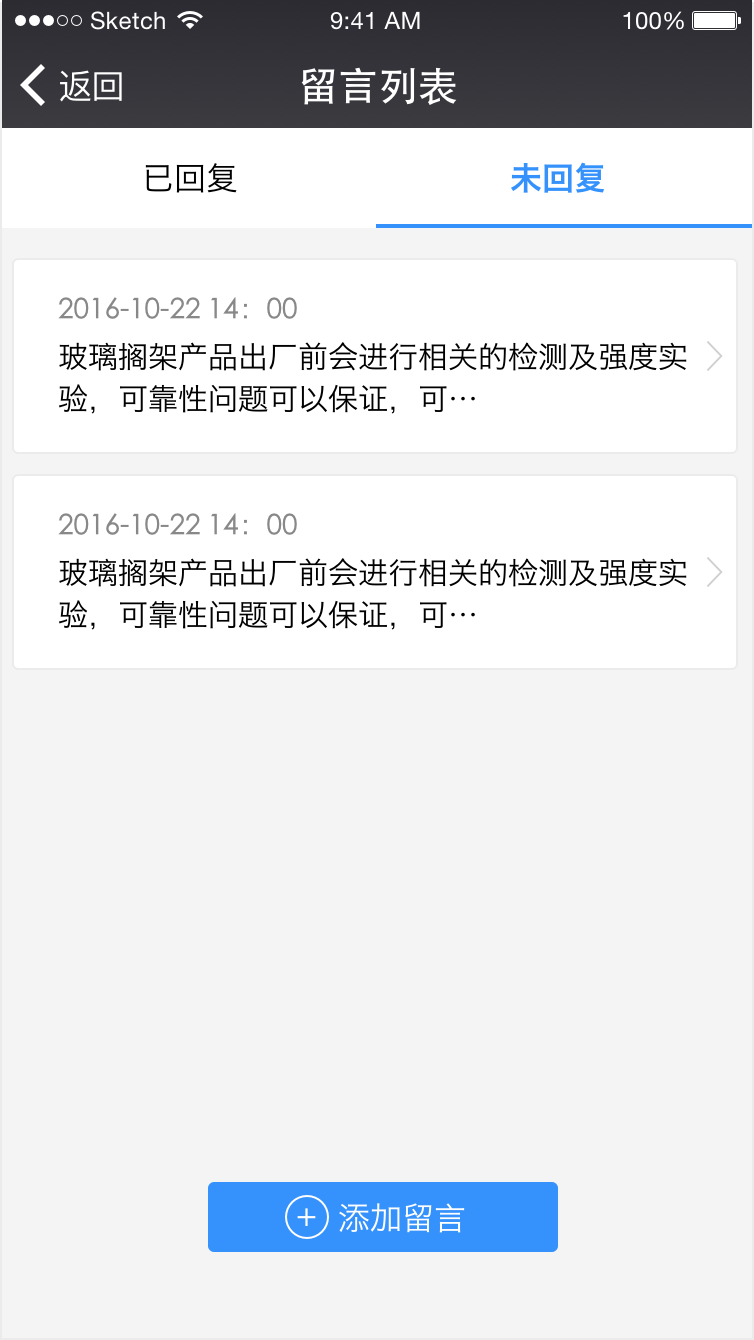 Sketch 9:41 AM 100%
返回 留言列表
已回复 未回复
2016-10-22 14：00
玻璃搁架产品出厂前会进行相关的检测及强度实
验，可靠性问题可以保证，可…
2016-10-22 14：00
玻璃搁架产品出厂前会进行相关的检测及强度实
验，可靠性问题可以保证，可…
添加留言